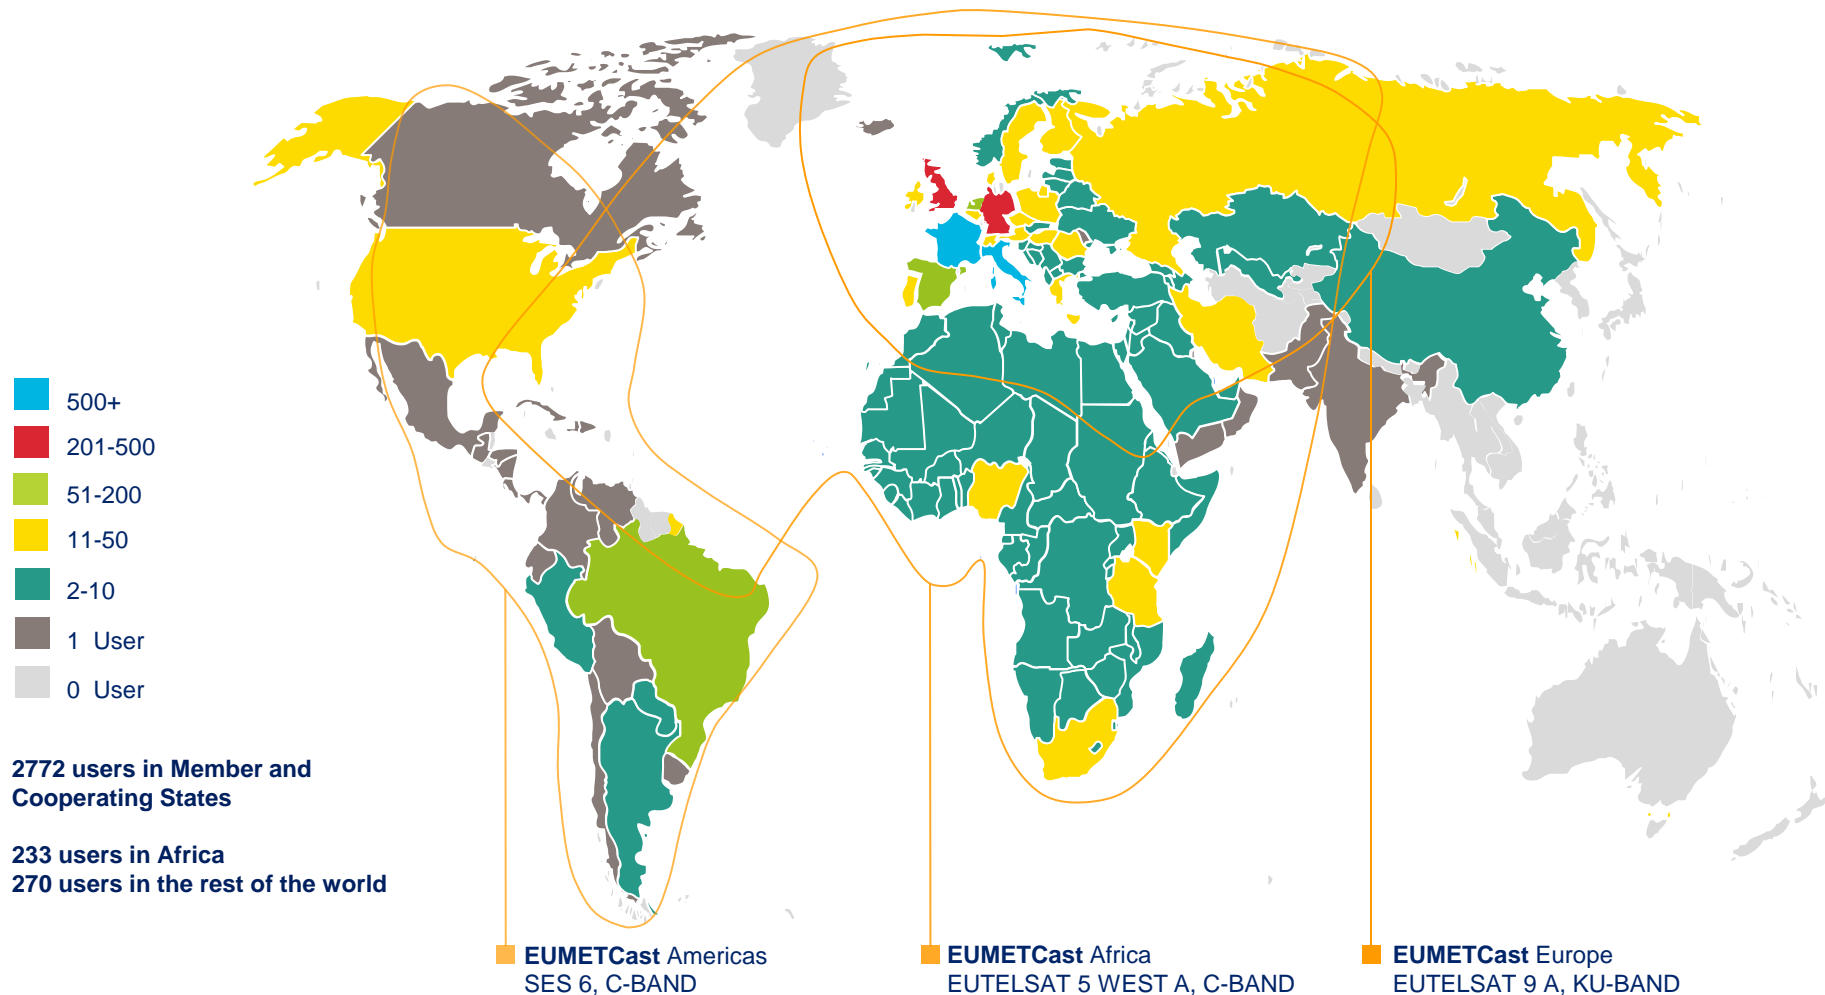 500+
201-500
51-200
11-50
2-10
1 User
0 User
2772 users in Member and
Cooperating States
233 users in Africa
270 users in the rest of the world
EUMETCast Americas
SES 6, C-BAND
EUMETCast Africa
EUTELSAT 5 WEST A, C-BAND
EUMETCast Europe
EUTELSAT 9 A, KU-BAND